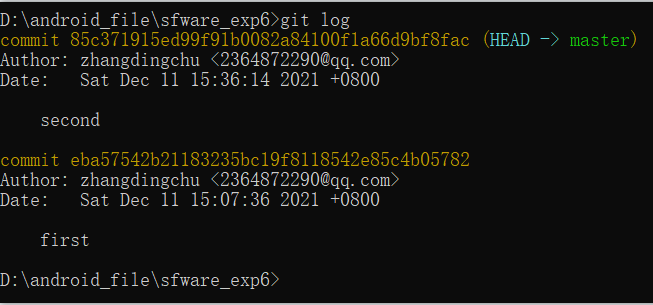 D:\android_file\sfware_exp6>git log
commit 85c371915ed99f91b0082a84100f1a66d9bf8fac (HEAD -> master)
Author: zhangdingchu <2364872290@qq.com>
Date:   Sat Dec 11 15:36:14 2021 +0800
second
commit eba57542b21183235bc19f8118542e85c4b05782
Author: zhangdingchu <2364872290@qq.com>
Date:   Sat Dec 11 15:07:36 2021 +0800
first
D:\android_file\sfware_exp6>